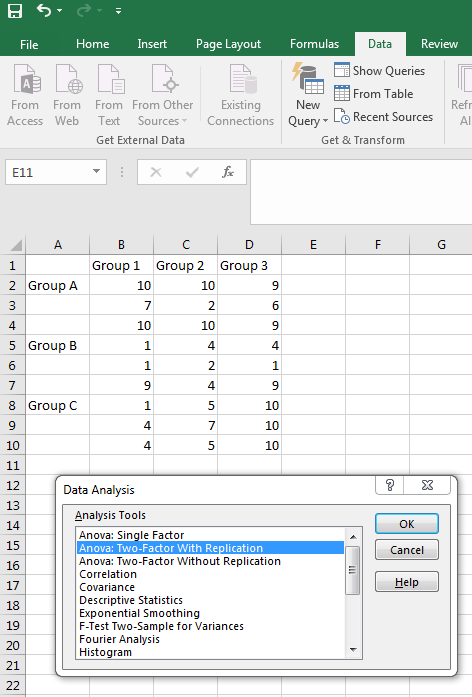 File Home Insert Page Layout Formulas Data Review
From Access From Web From Text From Other Sources Existing Connections New Query Show Queries From Table Recent Sources
Get External Data Get & Transform
E11 fx
A B C D E F G
1 Group 1 Group 2 Group 3
2 Group A 10 10 9
3 7 2 6
4 10 10 9
5 Group B 1 4 4
6 1 2 1
7 9 4 9
8 Group C 1 5 10
9 4 7 10
10 4 5 10
11
12
13
14
15
16
17
18
19
20
21
22
Data Analysis ?
Analysis Tools
Anova: Single Factor
Anova: Two-Factor With Replication
Anova: Two-Factor Without Replication
Correlation
Covariance
Descriptive Statistics
Exponential Smoothing
F-Test Two-Sample for Variances
Fourier Analysis
Histogram
OK
Cancel
Help